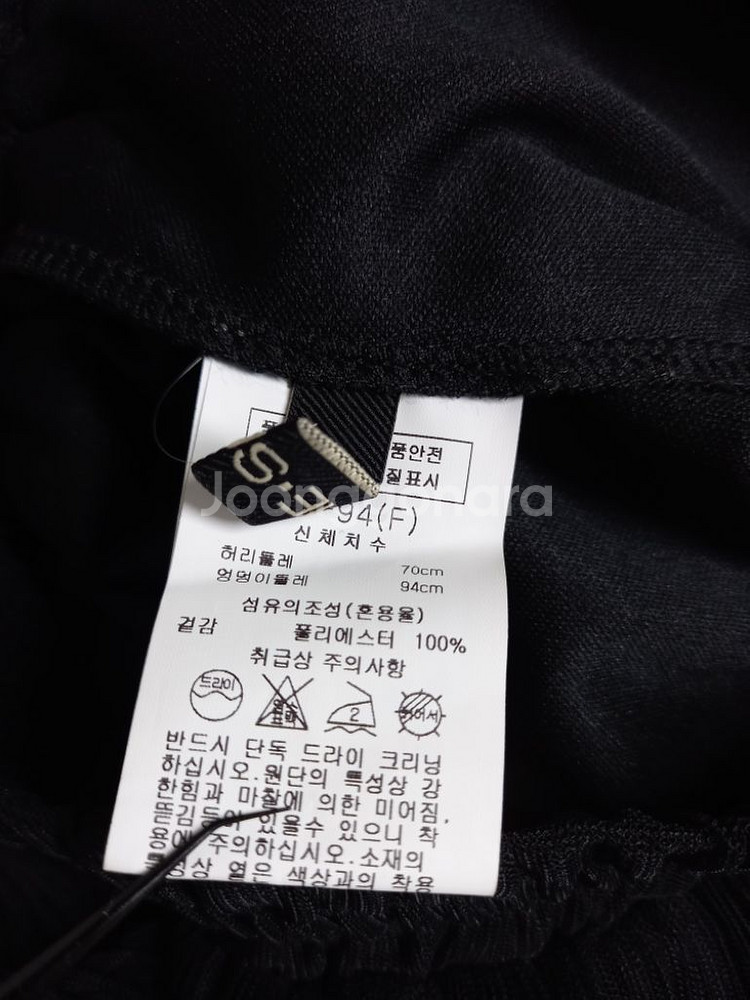 품안전
질표시
94(F)
신체치수
허리둘레 70cm
엉덩이둘레 94cm
섬유의조성(혼용율)
겉감 폴리에스터 100%
취급상 주의사항
드라이 염소 표백 2
반드시 단독 드라이 크리닝
하십시오.원단의 특성상 강
한힘과 마찰에 의한 미어짐,
뜯김등이 있을수 있으니 착
용에 주의하십시오.소재의
특성상 옅은 색상과의 착용
Joonggonara